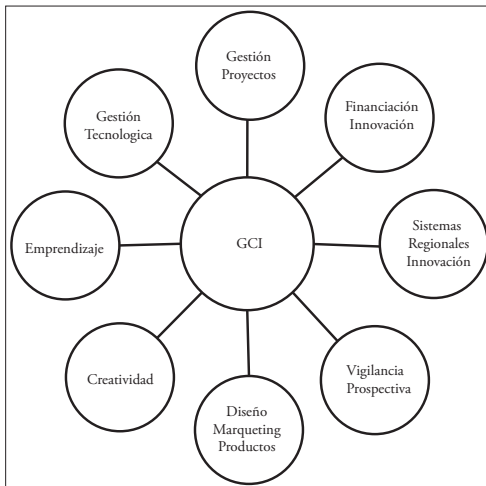 Gestión
Proyectos
Financiación
Innovación
Sistemas
Regionales
Innovación
Vigilancia
Prospectiva
Diseño
Marqueting
Productos
Creatividad
Emprendizaje
Gestión
Tecnologica
GCI